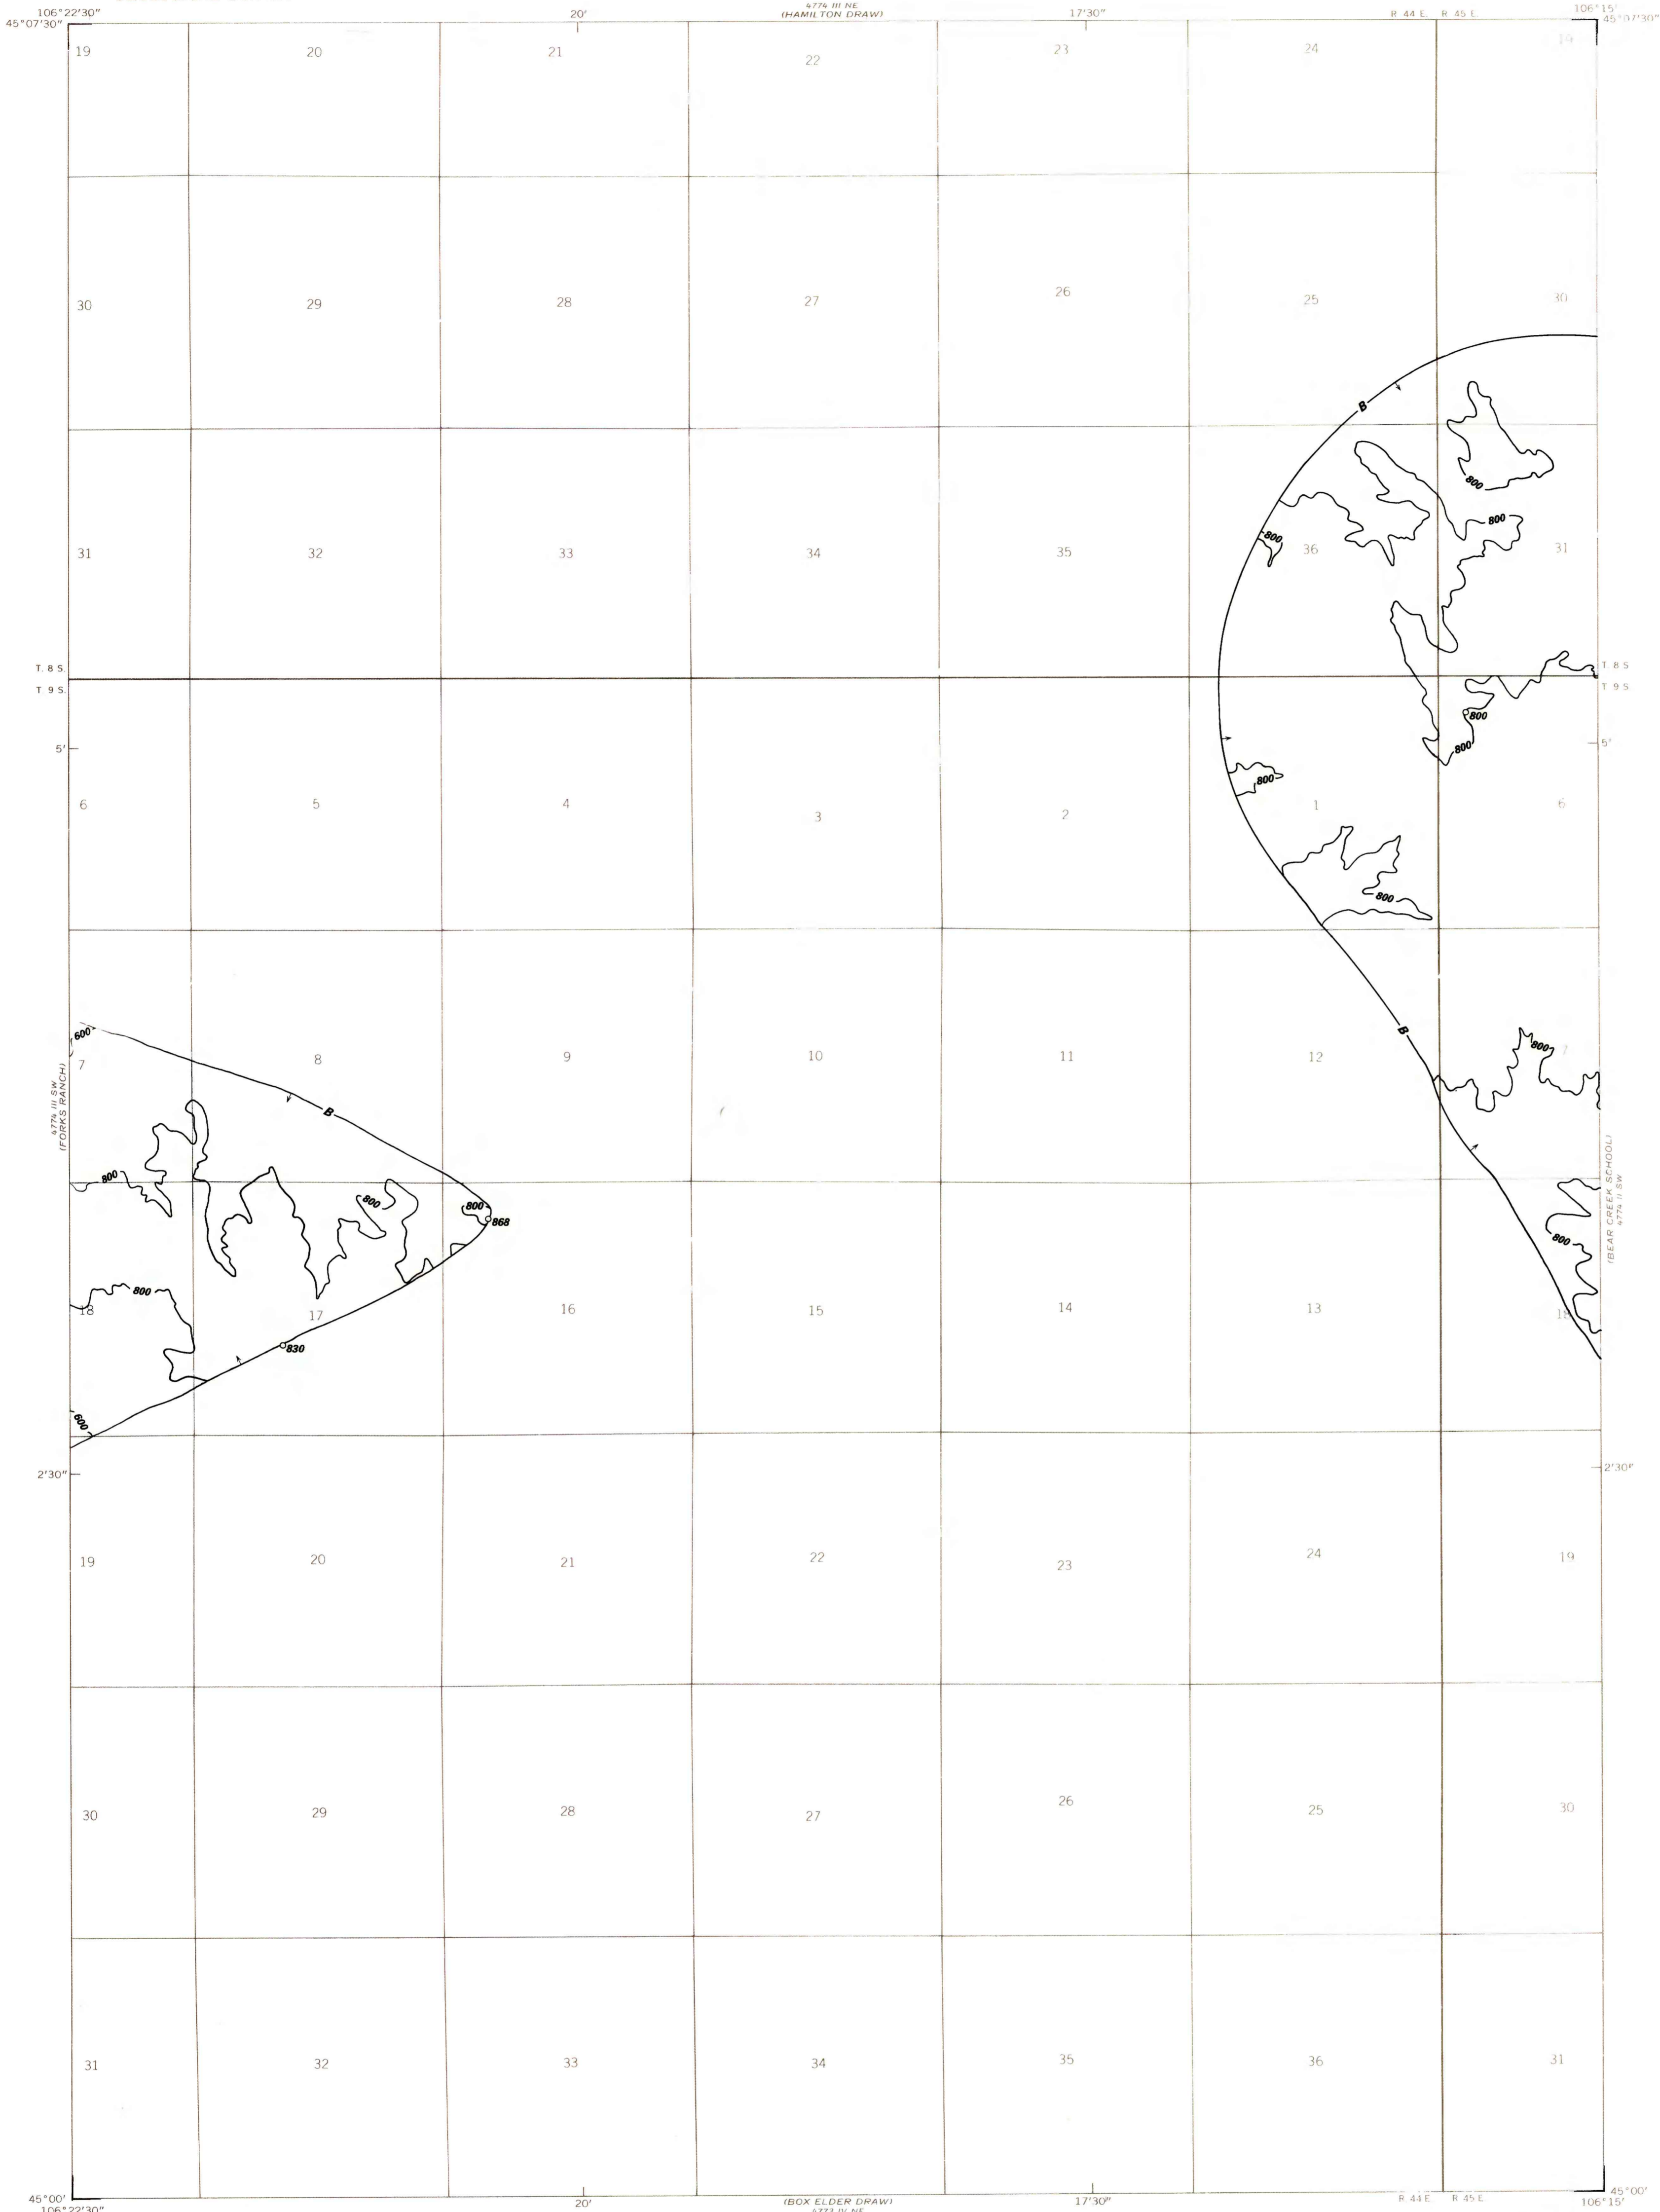 4774 III NE
106°22'30" 20' (HAMILTON DRAW) 17'30" R 44 E. R 45 E. 106°15'
45°07'30" 45°07'30"
19 20 21 22 23 24 19
30 29 28 27 26 25 30
B
800
800
800
31 32 33 34 35 36 31
T. 8 S. T. 8 S
T 9 S. T 9 S
800
5' 800 5'
800
6 5 4 3 2 1 6
800
600 B
800
7 8 9 10 11 12 7
4774 III SW
(FORKS RANCH)
B
(BEAR CREEK SCHOOL)
4774 II SW
800 800 800
868
800
800
18 17 16 15 14 13 18
830
600
2'30" 2'30"
19 20 21 22 23 24 19
30 29 28 27 26 25 30
31 32 33 34 35 36 31
45°00' 45°00'
106°22'30" 20' (BOX ELDER DRAW) 17'30" R 44 E. R 45 E. 106°15'
4773 IV NE